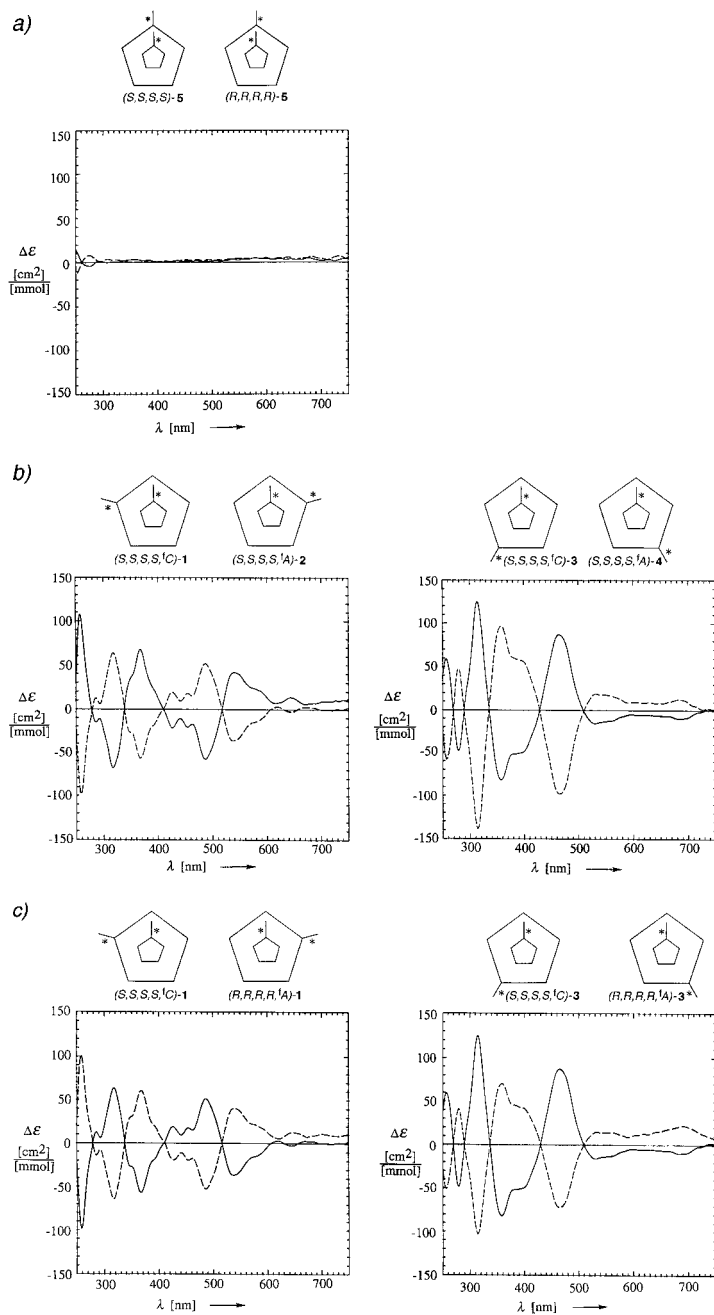 a)
* *
* *
(S,S,S,S)-5 (R,R,R,R)-5
150
100
50
0
-50
-100
-150
Δε
[cm²]
[mmol]
300 400 500 600 700
λ [nm]
b)
* *
* *
(S,S,S,S,ᶠC)-1 (S,S,S,S,ᶠA)-2
150
100
50
0
-50
-100
-150
Δε
[cm²]
[mmol]
300 400 500 600 700
λ [nm]
* *
*(S,S,S,S,ᶠC)-3 (S,S,S,S,ᶠA)-4 *
150
100
50
0
-50
-100
-150
Δε
[cm²]
[mmol]
300 400 500 600 700
λ [nm]
c)
* *
* *
(S,S,S,S,ᶠC)-1 (R,R,R,R,ᶠA)-1
150
100
50
0
-50
-100
-150
Δε
[cm²]
[mmol]
300 400 500 600 700
λ [nm]
* *
*(S,S,S,S,ᶠC)-3 (R,R,R,R,ᶠA)-3*
150
100
50
0
-50
-100
-150
Δε
[cm²]
[mmol]
300 400 500 600 700
λ [nm]